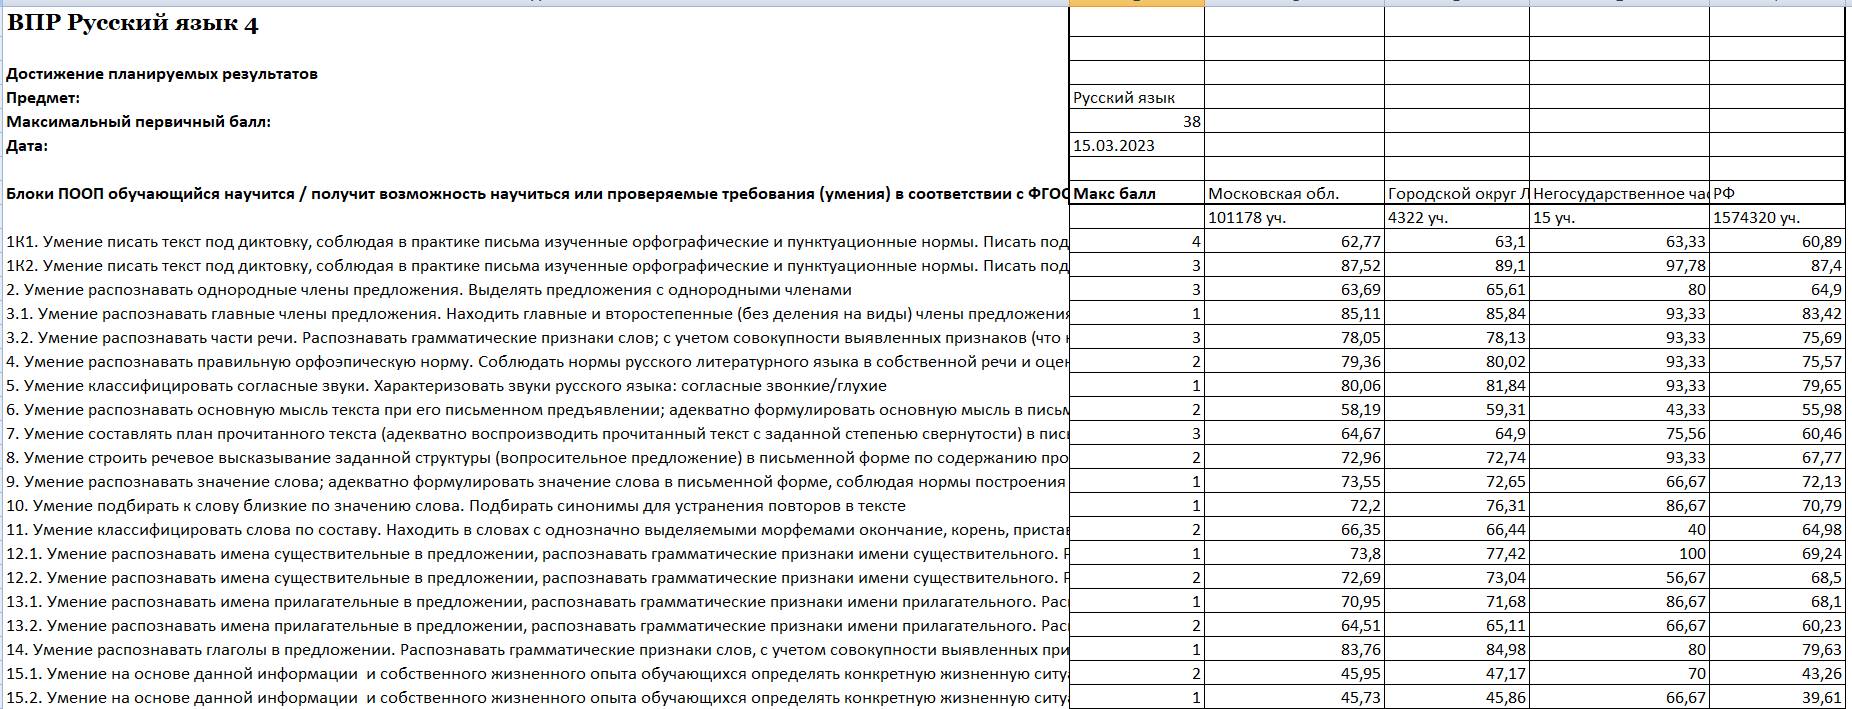 ВПР Русский язык 4
Достижение планируемых результатов
Предмет: Русский язык
Максимальный первичный балл: 38
Дата: 15.03.2023
Блоки ПООП обучающийся научится / получит возможность научиться или проверяемые требования (умения) в соответствии с ФГОС Макс балл Московская обл. Городской округ Л Негосударственное час РФ
101178 уч. 4322 уч. 15 уч. 1574320 уч.
1К1. Умение писать текст под диктовку, соблюдая в практике письма изученные орфографические и пунктуационные нормы. Писать под 4 62,77 63,1 63,33 60,89
1К2. Умение писать текст под диктовку, соблюдая в практике письма изученные орфографические и пунктуационные нормы. Писать под 3 87,52 89,1 97,78 87,4
2. Умение распознавать однородные члены предложения. Выделять предложения с однородными членами 3 63,69 65,61 80 64,9
3.1. Умение распознавать главные члены предложения. Находить главные и второстепенные (без деления на виды) члены предложения 1 85,11 85,84 93,33 83,42
3.2. Умение распознавать части речи. Распознавать грамматические признаки слов; с учетом совокупности выявленных признаков (что 3 78,05 78,13 93,33 75,69
4. Умение распознавать правильную орфоэпическую норму. Соблюдать нормы русского литературного языка в собственной речи и оцен 2 79,36 80,02 93,33 75,57
5. Умение классифицировать согласные звуки. Характеризовать звуки русского языка: согласные звонкие/глухие 1 80,06 81,84 93,33 79,65
6. Умение распознавать основную мысль текста при его письменном предъявлении; адекватно формулировать основную мысль в письм 2 58,19 59,31 43,33 55,98
7. Умение составлять план прочитанного текста (адекватно воспроизводить прочитанный текст с заданной степенью свернутости) в пись 3 64,67 64,9 75,56 60,46
8. Умение строить речевое высказывание заданной структуры (вопросительное предложение) в письменной форме по содержанию про 2 72,96 72,74 93,33 67,77
9. Умение распознавать значение слова; адекватно формулировать значение слова в письменной форме, соблюдая нормы построения 1 73,55 72,65 66,67 72,13
10. Умение подбирать к слову близкие по значению слова. Подбирать синонимы для устранения повторов в тексте 1 72,2 76,31 86,67 70,79
11. Умение классифицировать слова по составу. Находить в словах с однозначно выделяемыми морфемами окончание, корень, пристав 2 66,35 66,44 40 64,98
12.1. Умение распознавать имена существительные в предложении, распознавать грамматические признаки имени существительного. Р 1 73,8 77,42 100 69,24
12.2. Умение распознавать имена существительные в предложении, распознавать грамматические признаки имени существительного. Р 2 72,69 73,04 56,67 68,5
13.1. Умение распознавать имена прилагательные в предложении, распознавать грамматические признаки имени прилагательного. Расп 1 70,95 71,68 86,67 68,1
13.2. Умение распознавать имена прилагательные в предложении, распознавать грамматические признаки имени прилагательного. Расп 2 64,51 65,11 66,67 60,23
14. Умение распознавать глаголы в предложении. Распознавать грамматические признаки слов, с учетом совокупности выявленных при 1 83,76 84,98 80 79,63
15.1. Умение на основе данной информации и собственного жизненного опыта обучающихся определять конкретную жизненную ситуа 2 45,95 47,17 70 43,26
15.2. Умение на основе данной информации и собственного жизненного опыта обучающихся определять конкретную жизненную ситуа 1 45,73 45,86 66,67 39,61